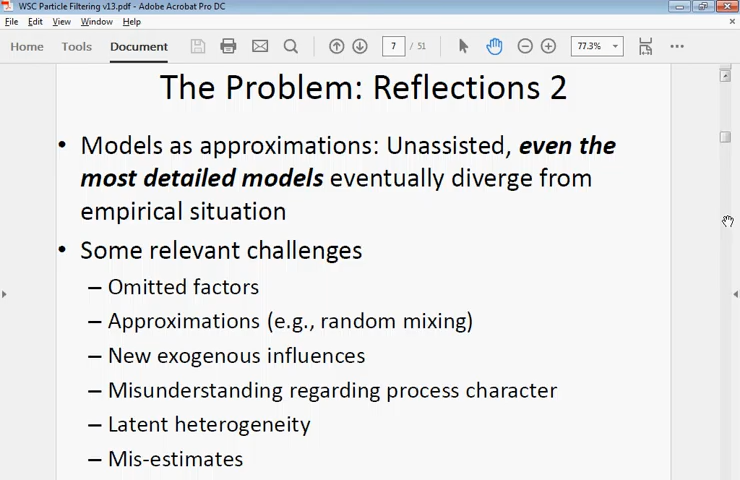 WSC Particle Filtering v13.pdf - Adobe Acrobat Pro DC
File Edit View Window Help
Home Tools Document 7 / 51 77.3%
The Problem: Reflections 2
• Models as approximations: Unassisted, even the
most detailed models eventually diverge from
empirical situation
• Some relevant challenges
– Omitted factors
– Approximations (e.g., random mixing)
– New exogenous influences
– Misunderstanding regarding process character
– Latent heterogeneity
– Mis-estimates